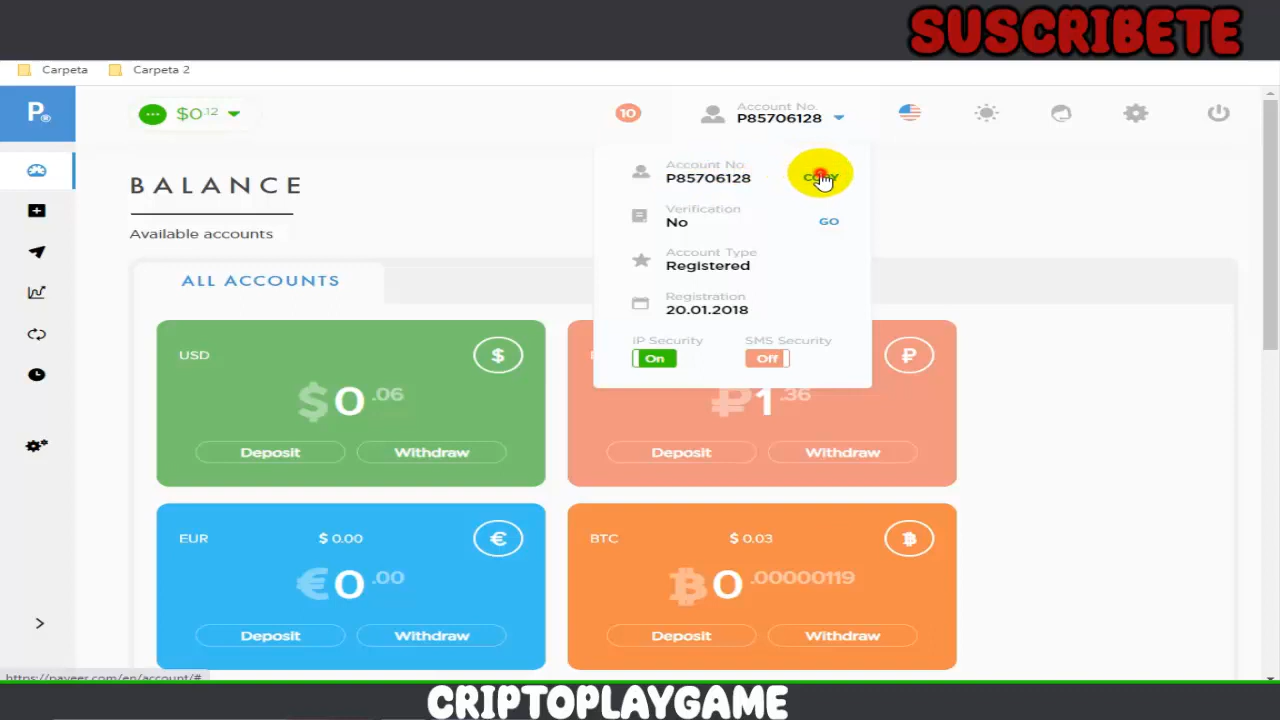 SUSCRIBETE
Carpeta
Carpeta 2
P
$0.12
10
Account No.
P85706128
Account No.
P85706128
COPY
Verification
No
GO
Account Type
Registered
Registration
20.01.2018
IP Security
SMS Security
On
Off
BALANCE
Available accounts
ALL ACCOUNTS
USD
$
$0.06
Deposit
Withdraw
₽
₽1.36
Deposit
Withdraw
EUR
$ 0.00
€
€0.00
Deposit
Withdraw
BTC
$ 0.03
₿
₿0.00000119
Deposit
Withdraw
https://payeer.com/en/account/#
CRIPTOPLAYGAME